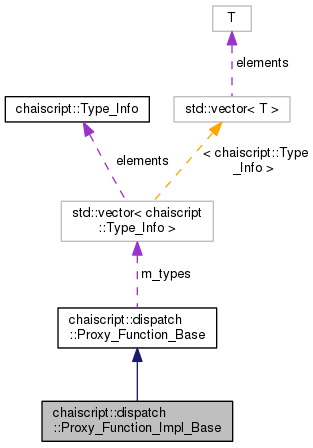 T
elements
chaiscript::Type_Info
std::vector< T >
elements
< chaiscript::Type
_Info >
std::vector< chaiscript
::Type_Info >
m_types
chaiscript::dispatch
::Proxy_Function_Base
chaiscript::dispatch
::Proxy_Function_Impl_Base